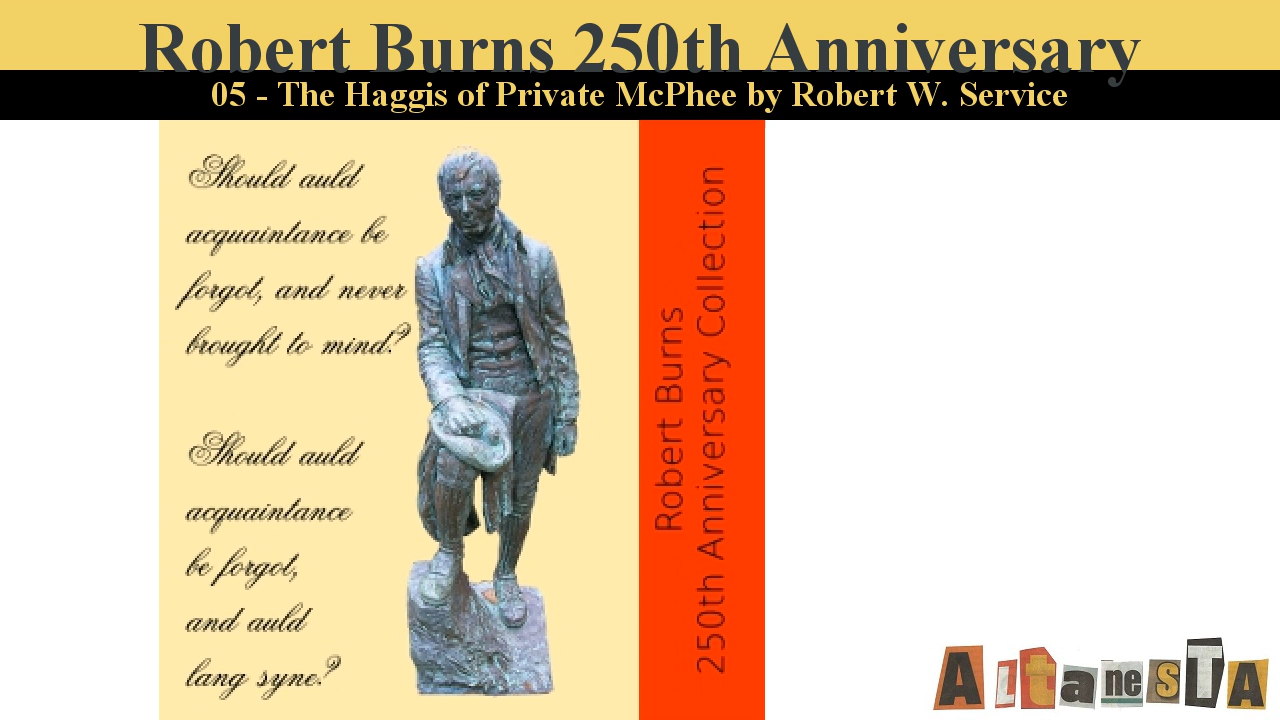 Robert Burns 250th Anniversary
05 - The Haggis of Private McPhee by Robert W. Service
Should auld
acquaintance be
forgot, and never
brought to mind?
Should auld
acquaintance
be forgot,
and auld
lang syne?
Robert Burns
250th Anniversary Collection
AltanesTA